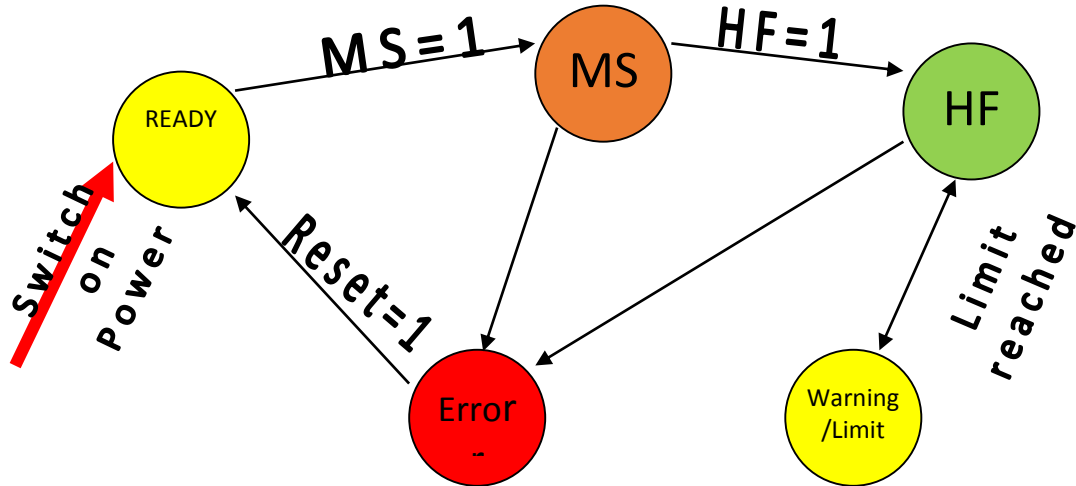 MS=1
HF=1
MS
HF
READY
Switch
on
Power
Reset=1
Limit
reached
Error
Warning
/Limit